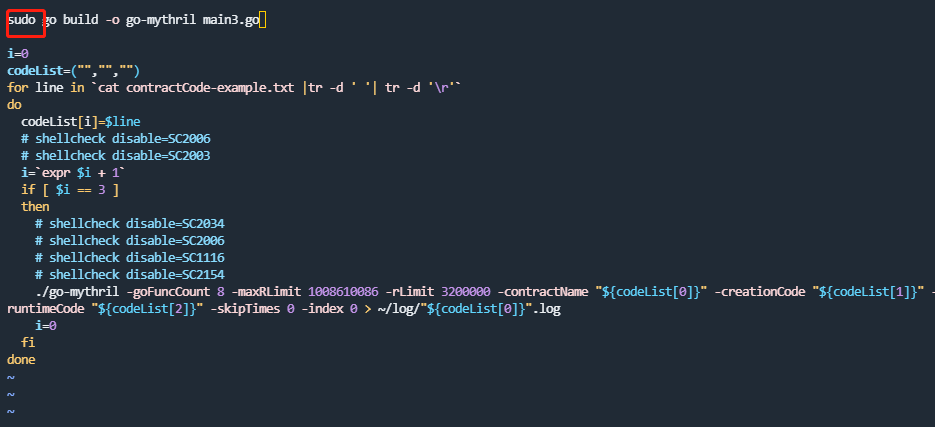 sudo go build -o go-mythril main3.go
i=0
codeList=("","","")
for line in `cat contractCode-example.txt |tr -d ' '| tr -d '\r'`
do
  codeList[i]=$line
  # shellcheck disable=SC2006
  # shellcheck disable=SC2003
  i=`expr $i + 1`
  if [ $i == 3 ]
  then
    # shellcheck disable=SC2034
    # shellcheck disable=SC2006
    # shellcheck disable=SC1116
    # shellcheck disable=SC2154
    ./go-mythril -goFuncCount 8 -maxRLimit 1008610086 -rLimit 3200000 -contractName "${codeList[0]}" -creationCode "${codeList[1]}" -
runtimeCode "${codeList[2]}" -skipTimes 0 -index 0 > ~/log/"${codeList[0]}".log
    i=0
  fi
done
~
~
~